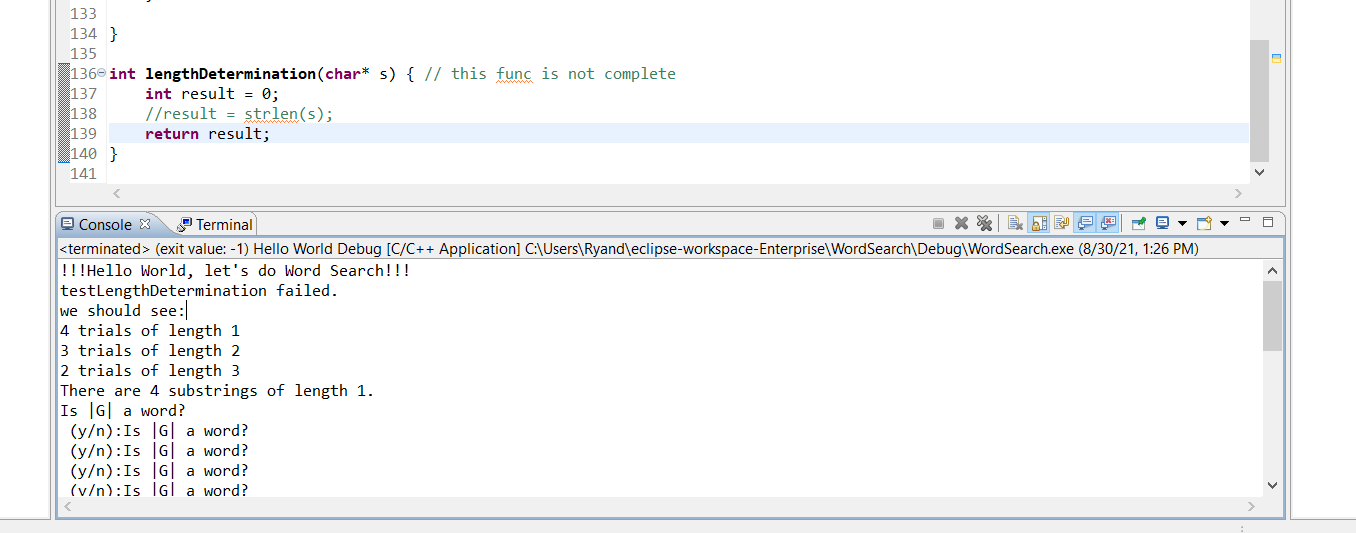 133
134 }
135
136 int lengthDetermination(char* s) { // this func is not complete
137 int result = 0;
138 //result = strlen(s);
139 return result;
140 }
141
Console Terminal
<terminated> (exit value: -1) Hello World Debug [C/C++ Application] C:\Users\Ryand\eclipse-workspace-Enterprise\WordSearch\Debug\WordSearch.exe (8/30/21, 1:26 PM)
!!!Hello World, let's do Word Search!!!
testLengthDetermination failed.
we should see:
4 trials of length 1
3 trials of length 2
2 trials of length 3
There are 4 substrings of length 1.
Is |G| a word?
(y/n):Is |G| a word?
(y/n):Is |G| a word?
(y/n):Is |G| a word?
(y/n):Is |G| a word?